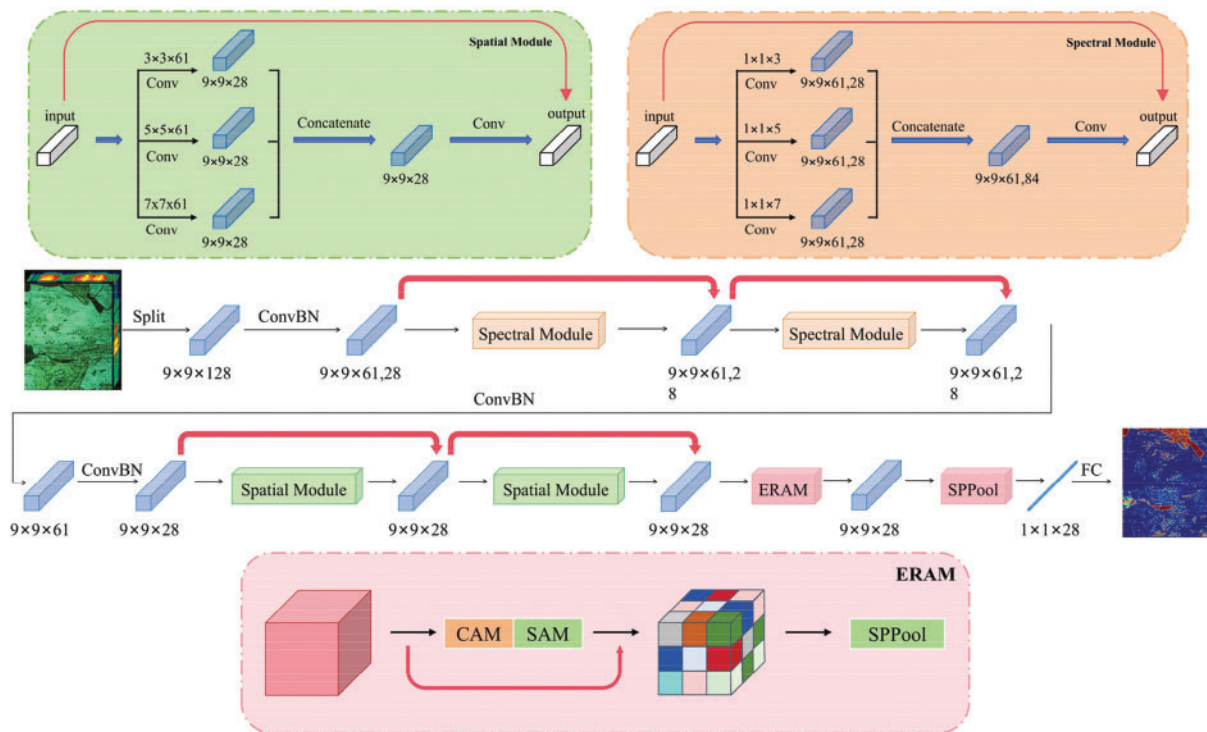 Spatial Module
3×3×61
Conv
9×9×28
input
5×5×61
Conv
9×9×28
Concatenate
9×9×28
Conv
output
7x7x61
Conv
9×9×28
Spectral Module
1×1×3
Conv
9×9×61,28
input
1×1×5
Conv
9×9×61,28
Concatenate
9×9×61,84
Conv
output
1×1×7
Conv
9×9×61,28
Split
9×9×128
ConvBN
9×9×61,28
Spectral Module
9×9×61,2
8
Spectral Module
9×9×61,2
8
ConvBN
9×9×61
ConvBN
9×9×28
Spatial Module
9×9×28
Spatial Module
9×9×28
ERAM
9×9×28
SPPool
1×1×28
FC
ERAM
CAM
SAM
SPPool